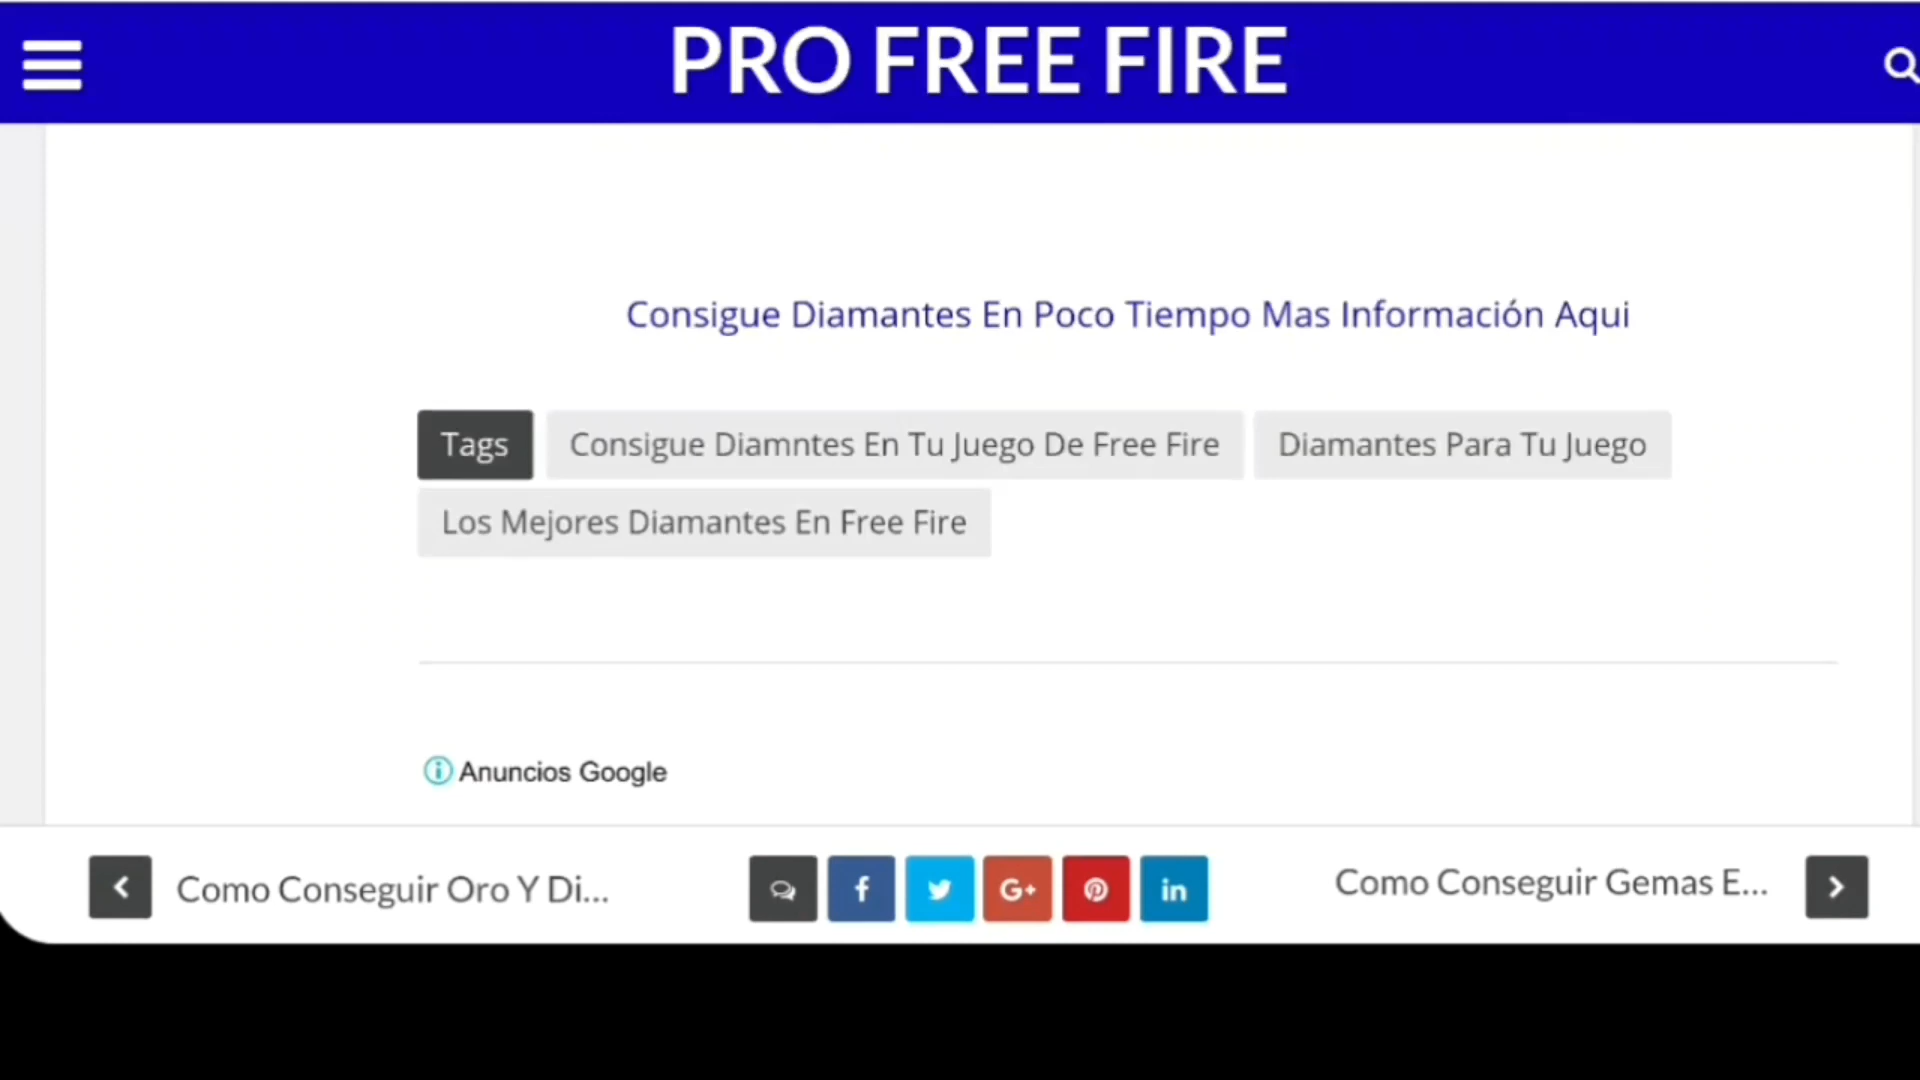 PRO FREE FIRE
Consigue Diamantes En Poco Tiempo Mas Información Aqui
Tags Consigue Diamntes En Tu Juego De Free Fire Diamantes Para Tu Juego
Los Mejores Diamantes En Free Fire
Anuncios Google
Como Conseguir Oro Y Di... f G+ in Como Conseguir Gemas E...